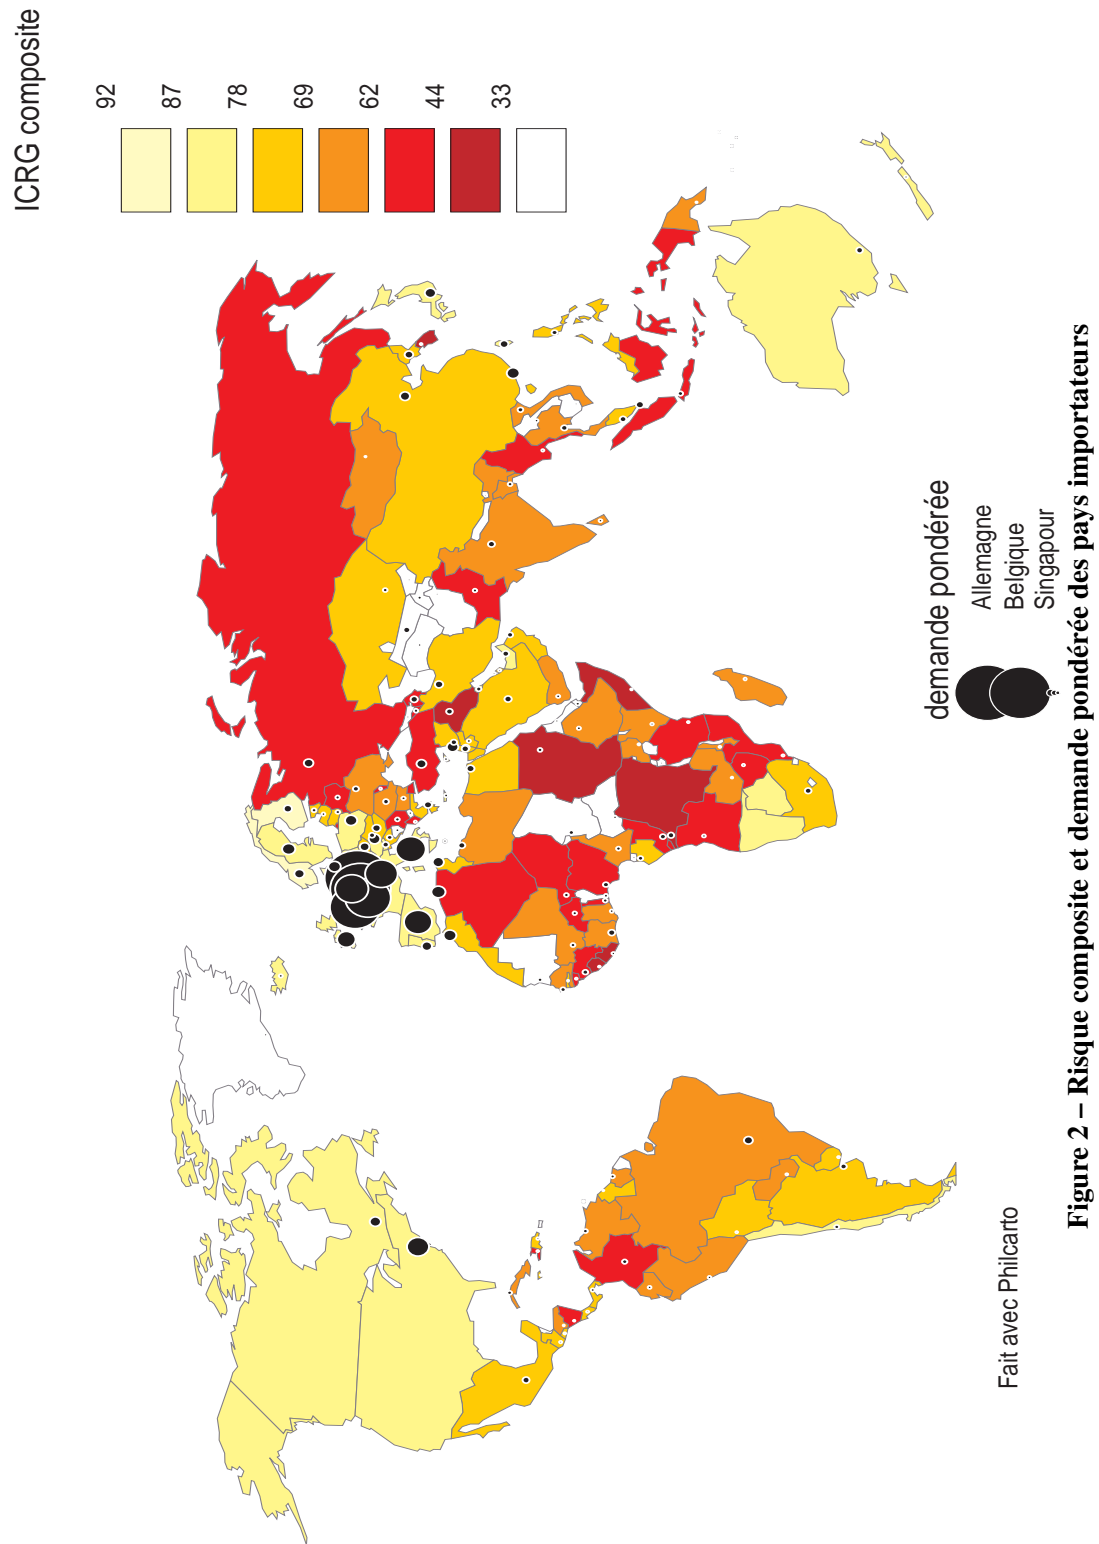 ICRG composite
92
87
78
69
62
44
33
demande pondérée
Allemagne
Belgique
Singapour
Fait avec Philcarto
Figure 2 – Risque composite et demande pondérée des pays importateurs